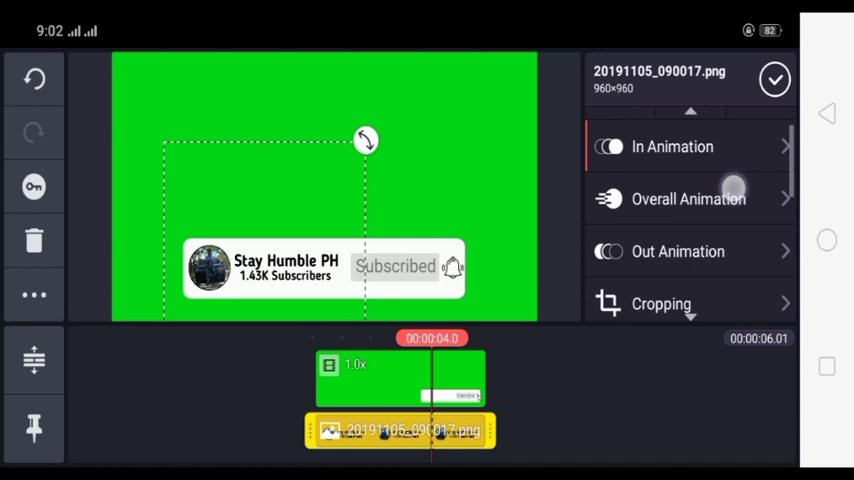 9:02
82
20191105_090017.png
960×960
In Animation
Overall Animation
Out Animation
Cropping
Stay Humble PH
1.43K Subscribers
Subscribed
00:00:04.0
00:00:06.01
1.0x
20191105_090017.png